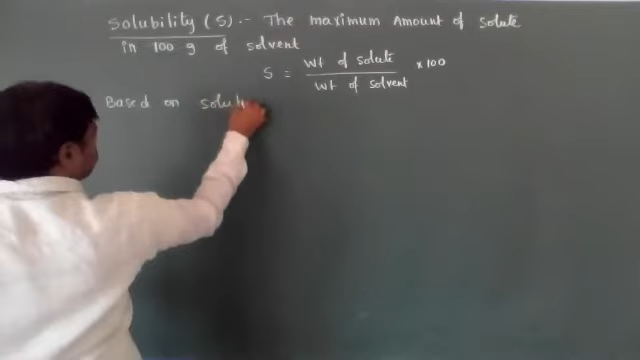 Solubility (S) :- The maximum Amount of solute
in 100 g of solvent
S = Wt of solute / Wt of solvent × 100
Based on solub